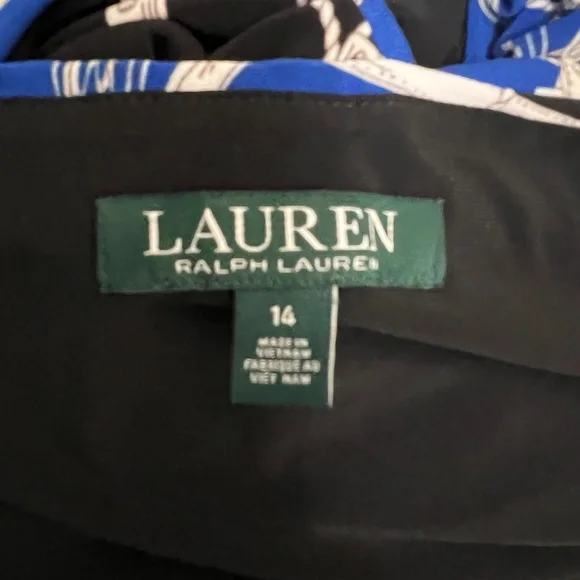 LAUREN
RALPH LAUREN
14
MADE IN
VIETNAM
FABRIQUE AU
VIET NAM